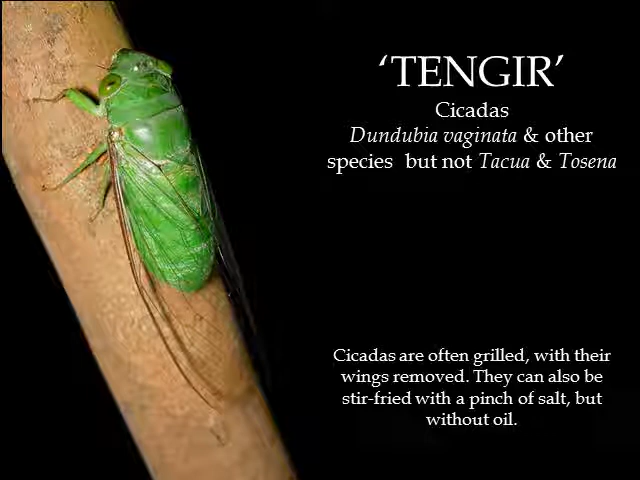 ‘TENGIR’
Cicadas
Dundubia vaginata & other
species but not Tacua & Tosena
Cicadas are often grilled, with their
wings removed. They can also be
stir-fried with a pinch of salt, but
without oil.